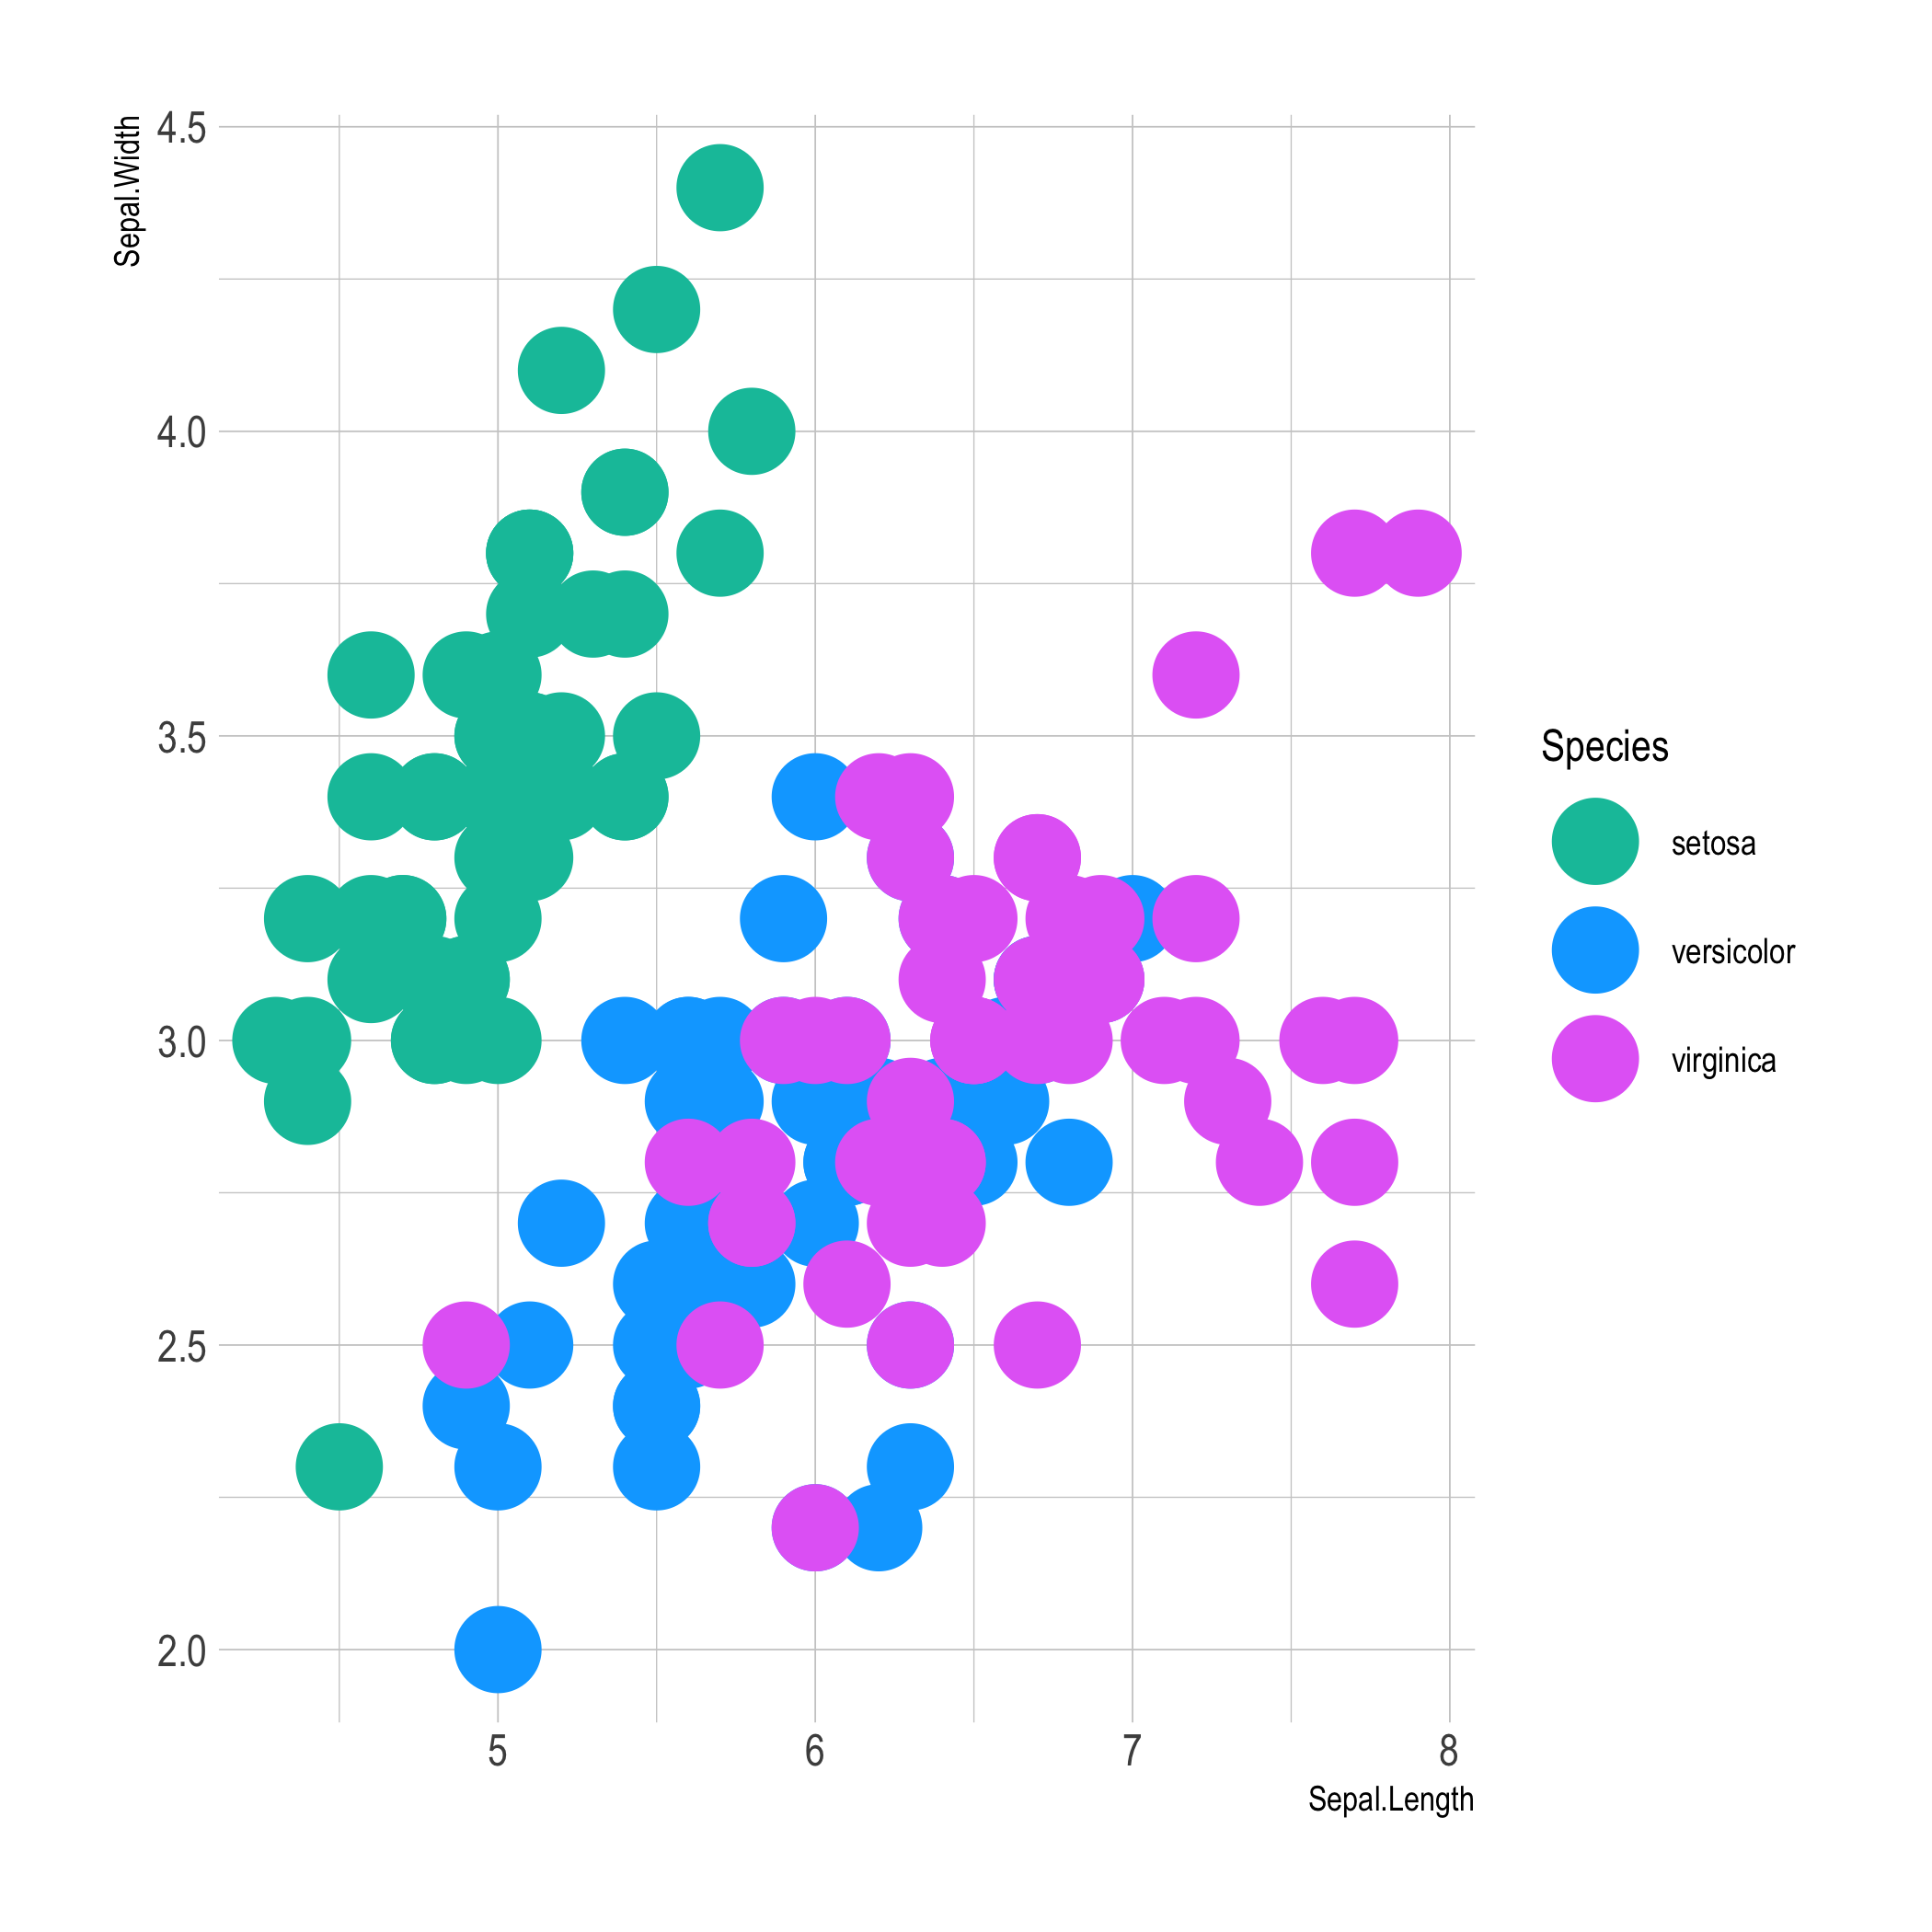 Sepal.Width
4.5
4.0
3.5
3.0
2.5
2.0
5 6 7 8
Sepal.Length
Species
setosa
versicolor
virginica